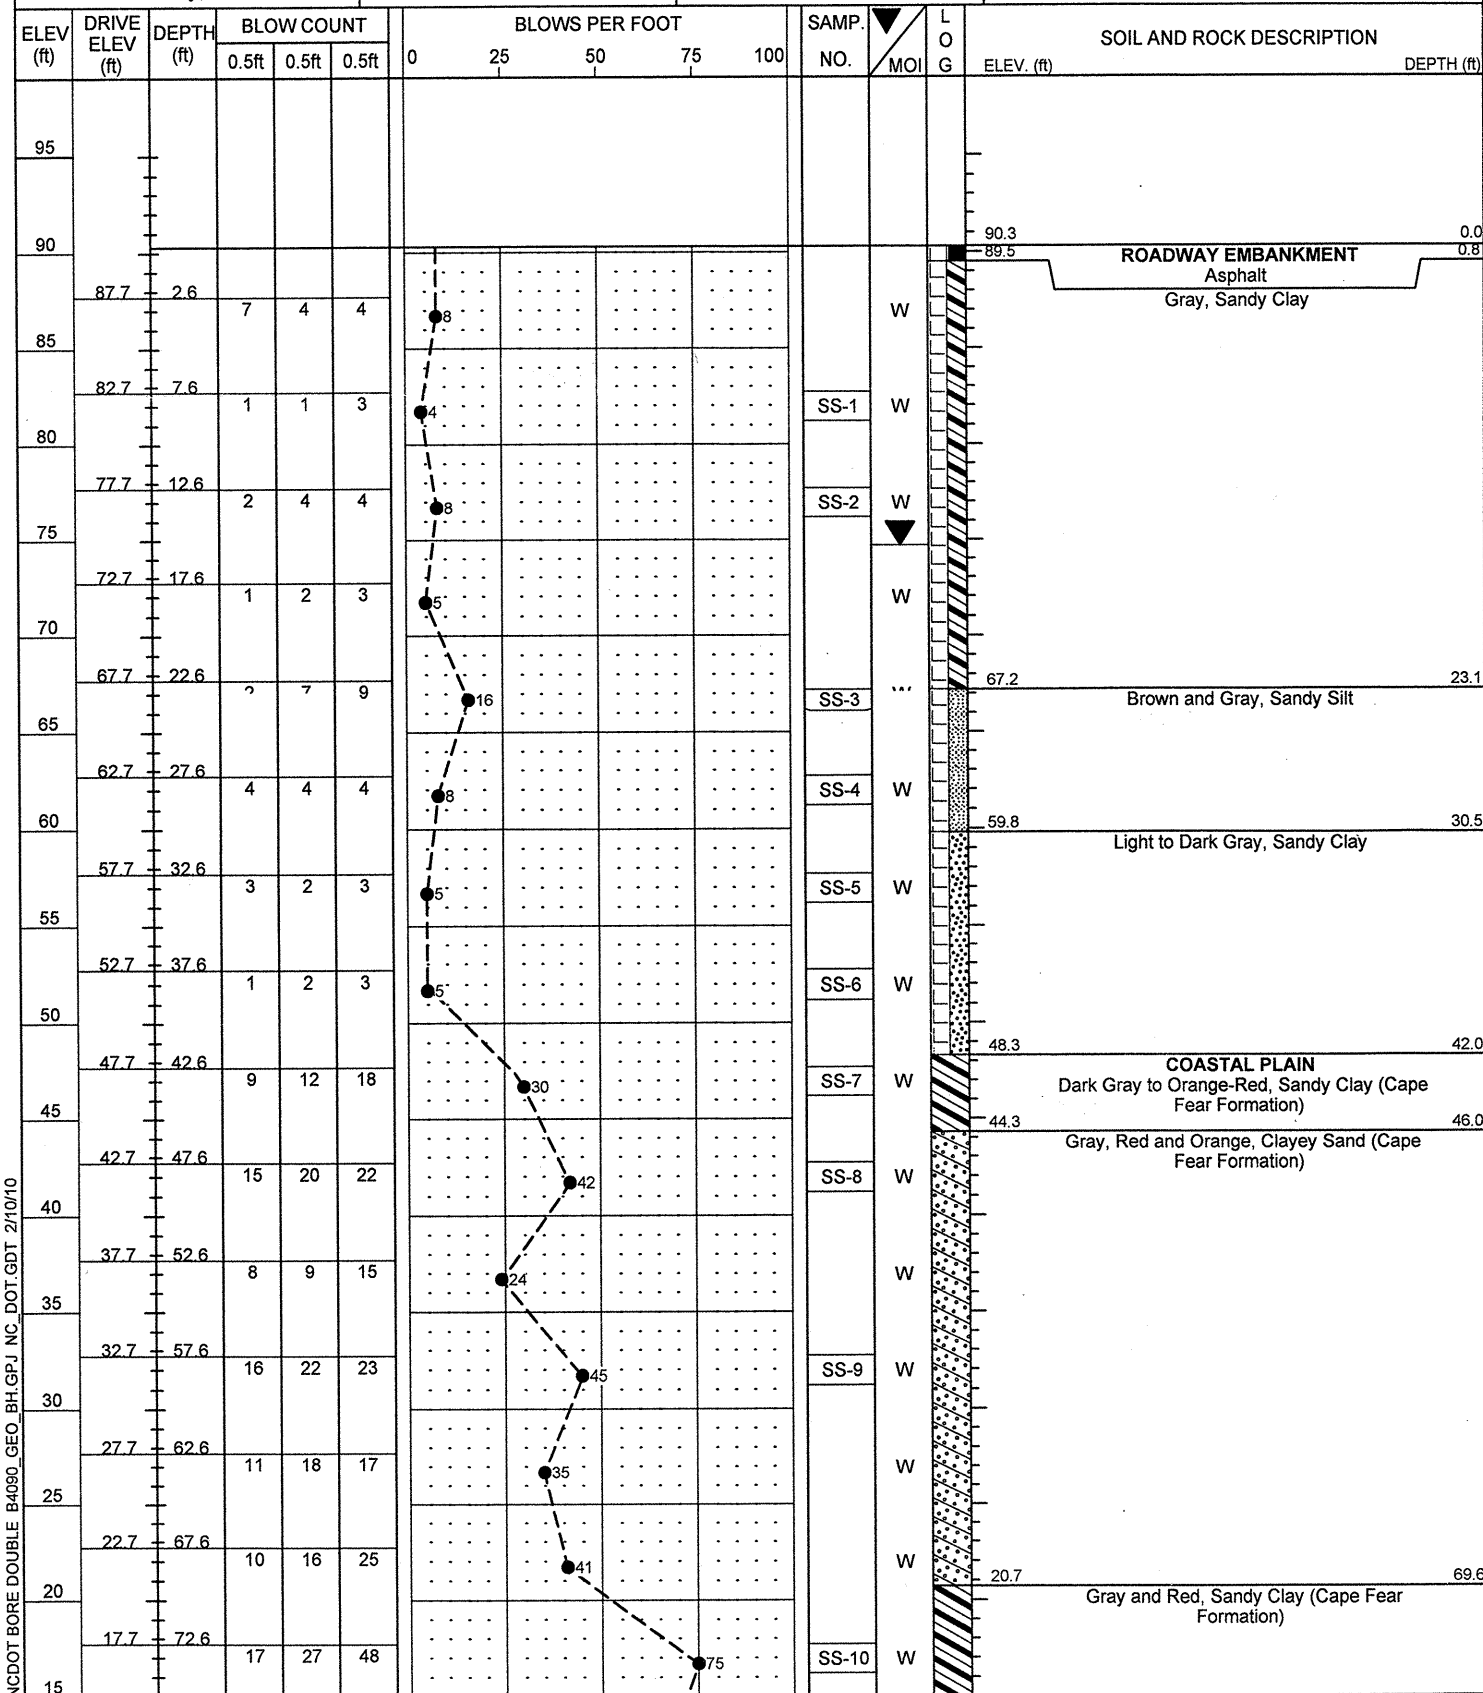 ELEV (ft) DRIVE ELEV (ft) DEPTH (ft) BLOW COUNT 0.5ft 0.5ft 0.5ft BLOWS PER FOOT 0 25 50 75 100 SAMP. NO. MOI L O G SOIL AND ROCK DESCRIPTION ELEV. (ft) DEPTH (ft)
95
90.3 0.0
90
89.5 ROADWAY EMBANKMENT 0.8
Asphalt
87.7 2.6 Gray, Sandy Clay
7 4 4 8 W
85
82.7 7.6
1 1 3 4 SS-1 W
80
77.7 12.6
2 4 4 8 SS-2 W
75
72.7 17.6
1 2 3 5 W
70
67.7 22.6 67.2 23.1
7 9 16 SS-3 Brown and Gray, Sandy Silt
65
62.7 27.6
4 4 4 8 SS-4 W
60 59.8 30.5
Light to Dark Gray, Sandy Clay
57.7 32.6
3 2 3 5 SS-5 W
55
52.7 37.6
1 2 3 5 SS-6 W
50
48.3 42.0
47.7 42.6 COASTAL PLAIN
9 12 18 30 SS-7 W Dark Gray to Orange-Red, Sandy Clay (Cape
Fear Formation)
45 44.3 46.0
Gray, Red and Orange, Clayey Sand (Cape
42.7 47.6 Fear Formation)
15 20 22 42 SS-8 W
40
37.7 52.6
8 9 15 24 W
35
32.7 57.6
16 22 23 45 SS-9 W
30
27.7 62.6
11 18 17 35 W
25
22.7 67.6
10 16 25 41 W
20.7 69.6
20 Gray and Red, Sandy Clay (Cape Fear
Formation)
17.7 72.6
17 27 48 75 SS-10 W
15
NCDOT BORE DOUBLE B4090_GEO_BH.GPJ NC_DOT.GDT 2/10/10